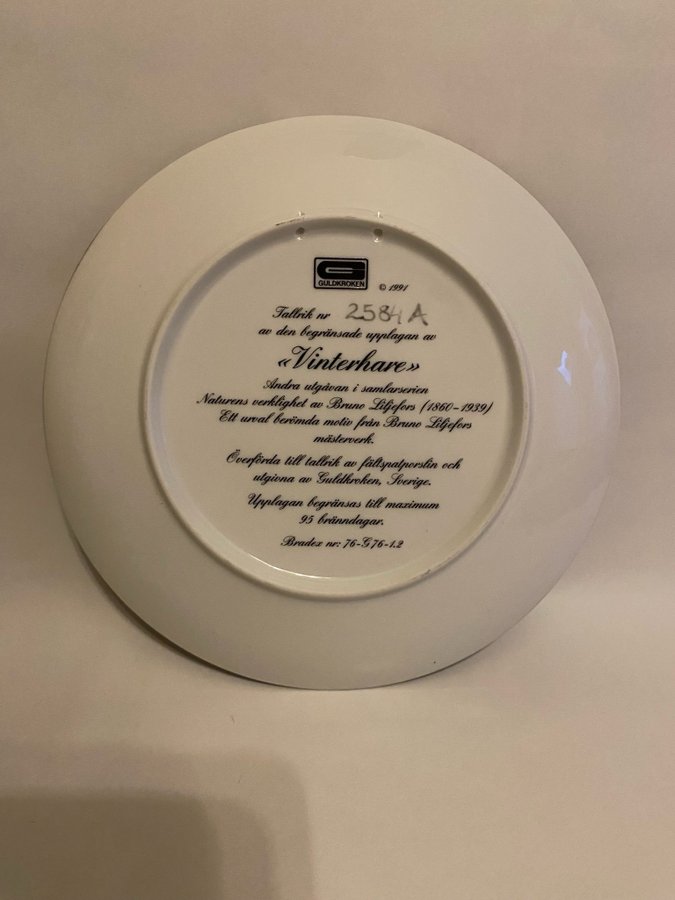 GULDKROKEN
© 1991
Tallrik nr 2584 A
av den begränsade upplagan av
«Vinterhare»
Andra utgåvan i samlarserien
Naturens verklighet av Bruno Liljefors (1860–1939)
Ett urval berömda motiv från Bruno Liljefors
mästerverk.
Överförda till tallrik av fältspatporslin och
utgivna av Guldkroken, Sverige.
Upplagan begränsas till maximum
95 bränndagar.
Bradex nr: 76-G76-1.2